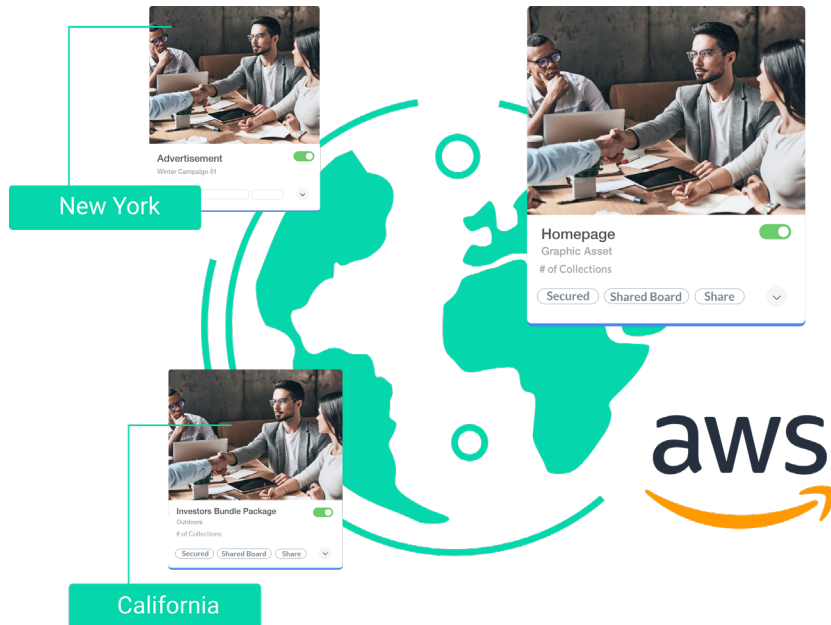 Advertisement
Winter Campaign 01
New York
Homepage
Graphic Asset
# of Collections
Secured
Shared Board
Share
aws
Investors Bundle Package
Outdoors
# of Collections
Secured
Shared Board
Share
California